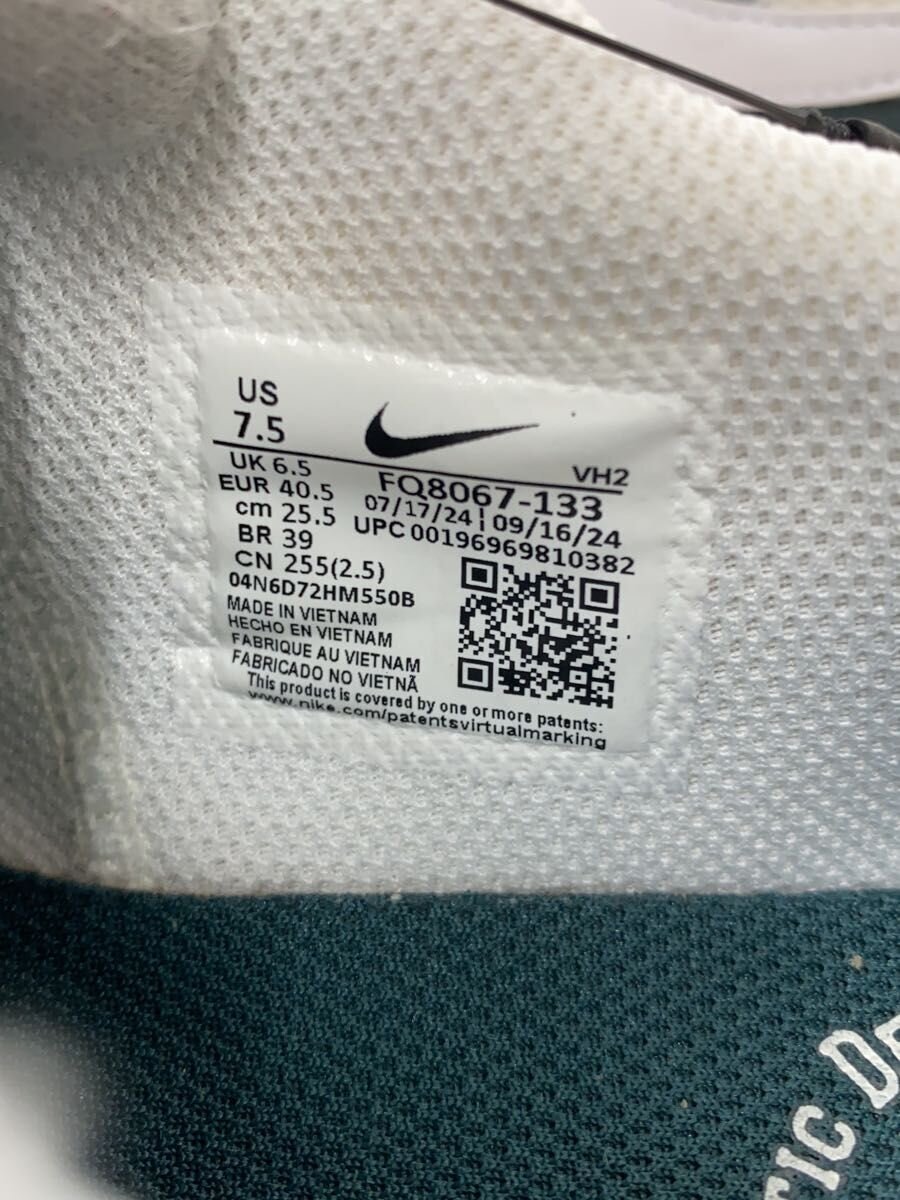 US
7.5
VH2
UK 6.5
EUR 40.5
cm 25.5
BR 39
CN 255(2.5)
FQ8067-133
07/17/24 | 09/16/24
UPC 00196969810382
04N6D72HM550B
MADE IN VIETNAM
HECHO EN VIETNAM
FABRIQUE AU VIETNAM
FABRICADO NO VIETNÃ
This product is covered by one or more patents:
www.nike.com/patentsvirtualmarking